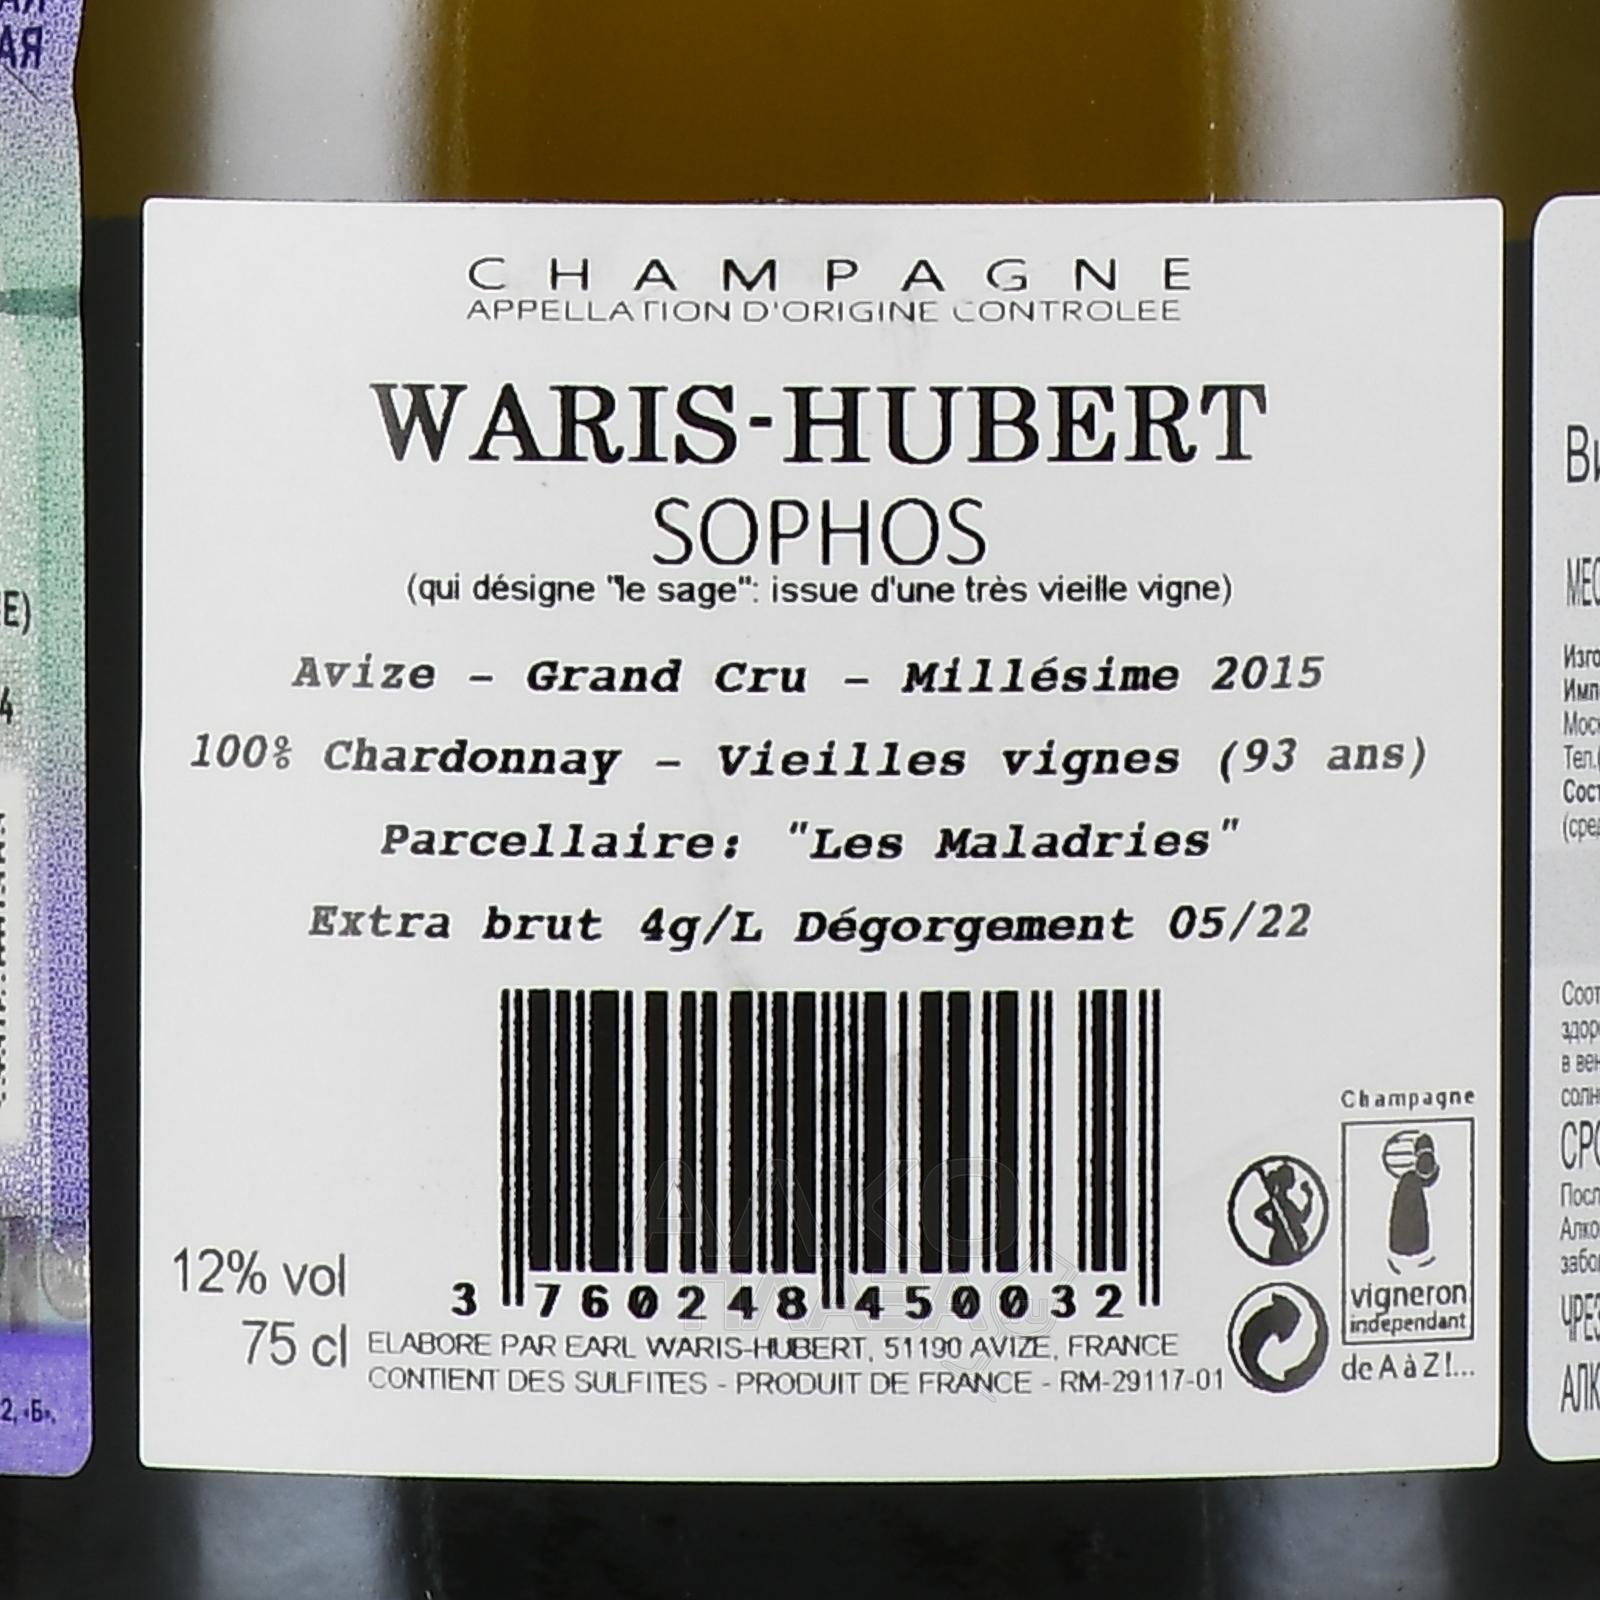 CHAMPAGNE
APPELLATION D'ORIGINE CONTROLEE
WARIS-HUBERT
SOPHOS
(qui désigne "le sage": issue d'une très vieille vigne)
Avize - Grand Cru - Millésime 2015
100% Chardonnay - Vieilles vignes (93 ans)
Parcellaire: "Les Maladries"
Extra brut 4g/L Dégorgement 05/22
3 760248 450032
12% vol
75 cl
ELABORE PAR EARL WARIS-HUBERT, 51190 AVIZE, FRANCE
CONTIENT DES SULFITES - PRODUIT DE FRANCE - RM-29117-01
Champagne
vigneron
indépendant
de A à Z !...
2, «Б»,